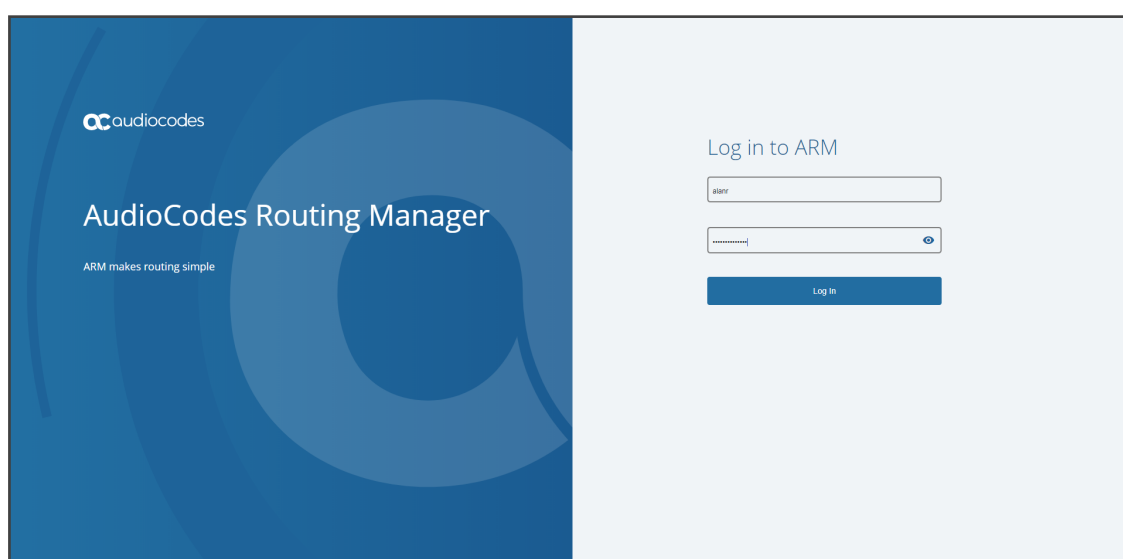 audiocodes
AudioCodes Routing Manager
ARM makes routing simple
Log in to ARM
alanr
Log In